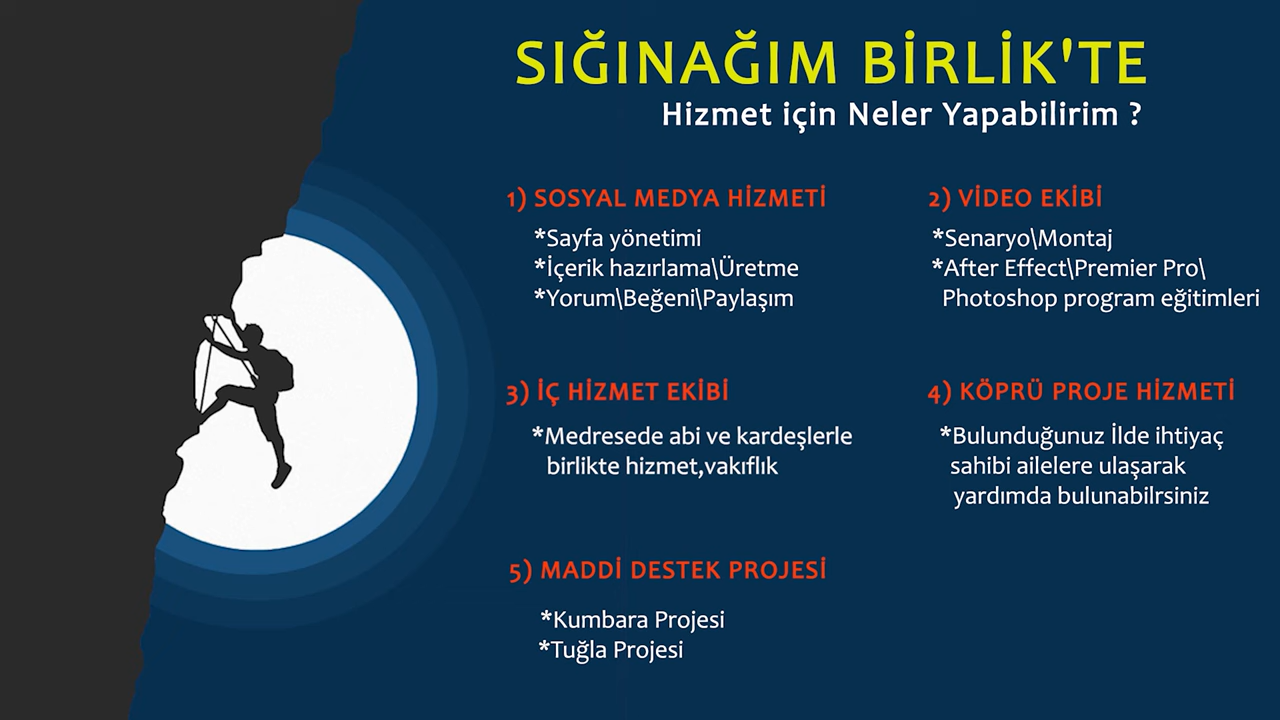 SIĞINAĞIM BİRLİK'TE
Hizmet için Neler Yapabilirim ?
1) SOSYAL MEDYA HİZMETİ
*Sayfa yönetimi
*İçerik hazırlama\Üretme
*Yorum\Beğeni\Paylaşım
2) VİDEO EKİBİ
*Senaryo\Montaj
*After Effect\Premier Pro\
Photoshop program eğitimleri
3) İÇ HİZMET EKİBİ
*Medresede abi ve kardeşlerle
birlikte hizmet,vakıflık
4) KÖPRÜ PROJE HİZMETİ
*Bulunduğunuz İlde ihtiyaç
sahibi ailelere ulaşarak
yardımda bulunabilrsiniz
5) MADDİ DESTEK PROJESİ
*Kumbara Projesi
*Tuğla Projesi